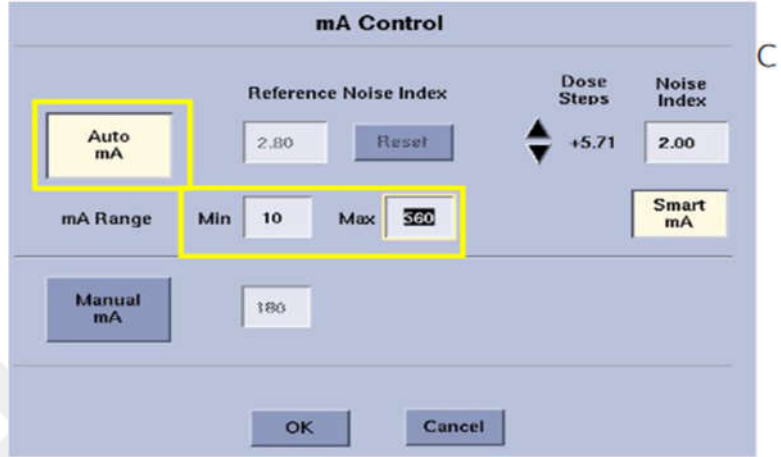 mA Control
C
Reference Noise Index
Dose Steps
Noise Index
Auto mA
2.80
Reset
+5.71
2.00
mA Range
Min
10
Max
560
Smart mA
Manual mA
180
OK
Cancel